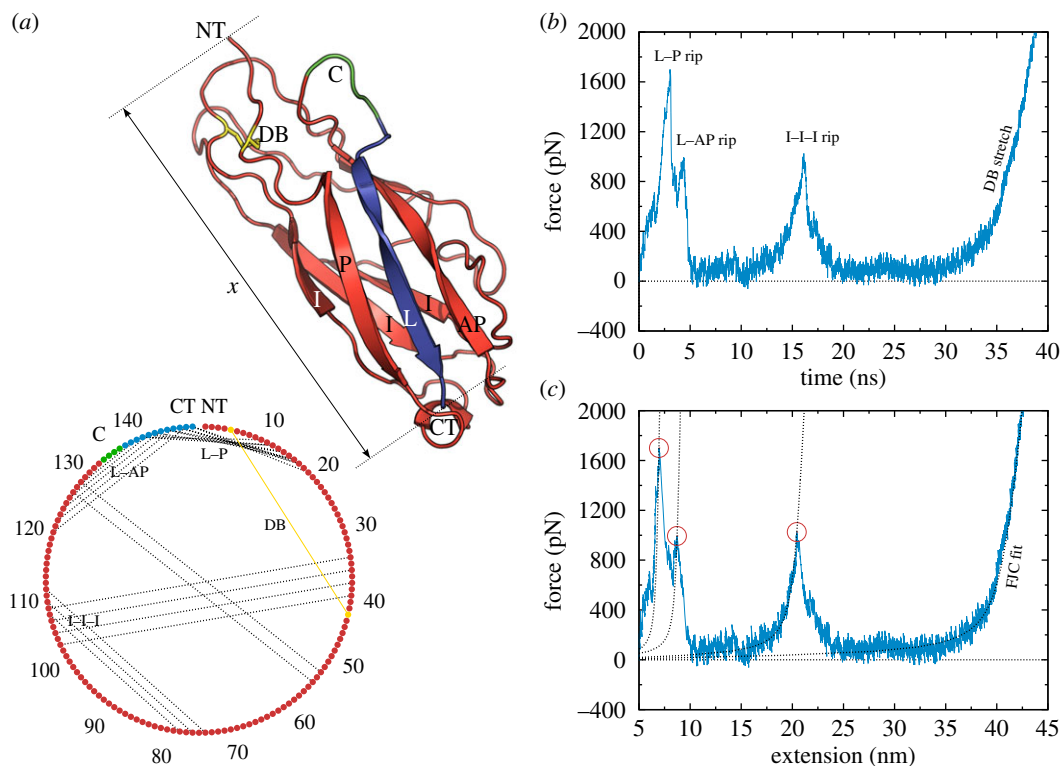 (a)
NT
C
DB
P
x
I
I
I
L
AP
CT
CT NT
C
140
10
130
L–AP
L–P
20
120
DB
30
110
40
I–I–I
100
50
90
60
80
70
(b)
2000
1600
1200
800
400
0
–400
force (pN)
L–P rip
L–AP rip
I–I–I rip
DB stretch
0 5 10 15 20 25 30 35 40
time (ns)
(c)
2000
1600
1200
800
400
0
–400
force (pN)
FJC fit
5 10 15 20 25 30 35 40 45
extension (nm)